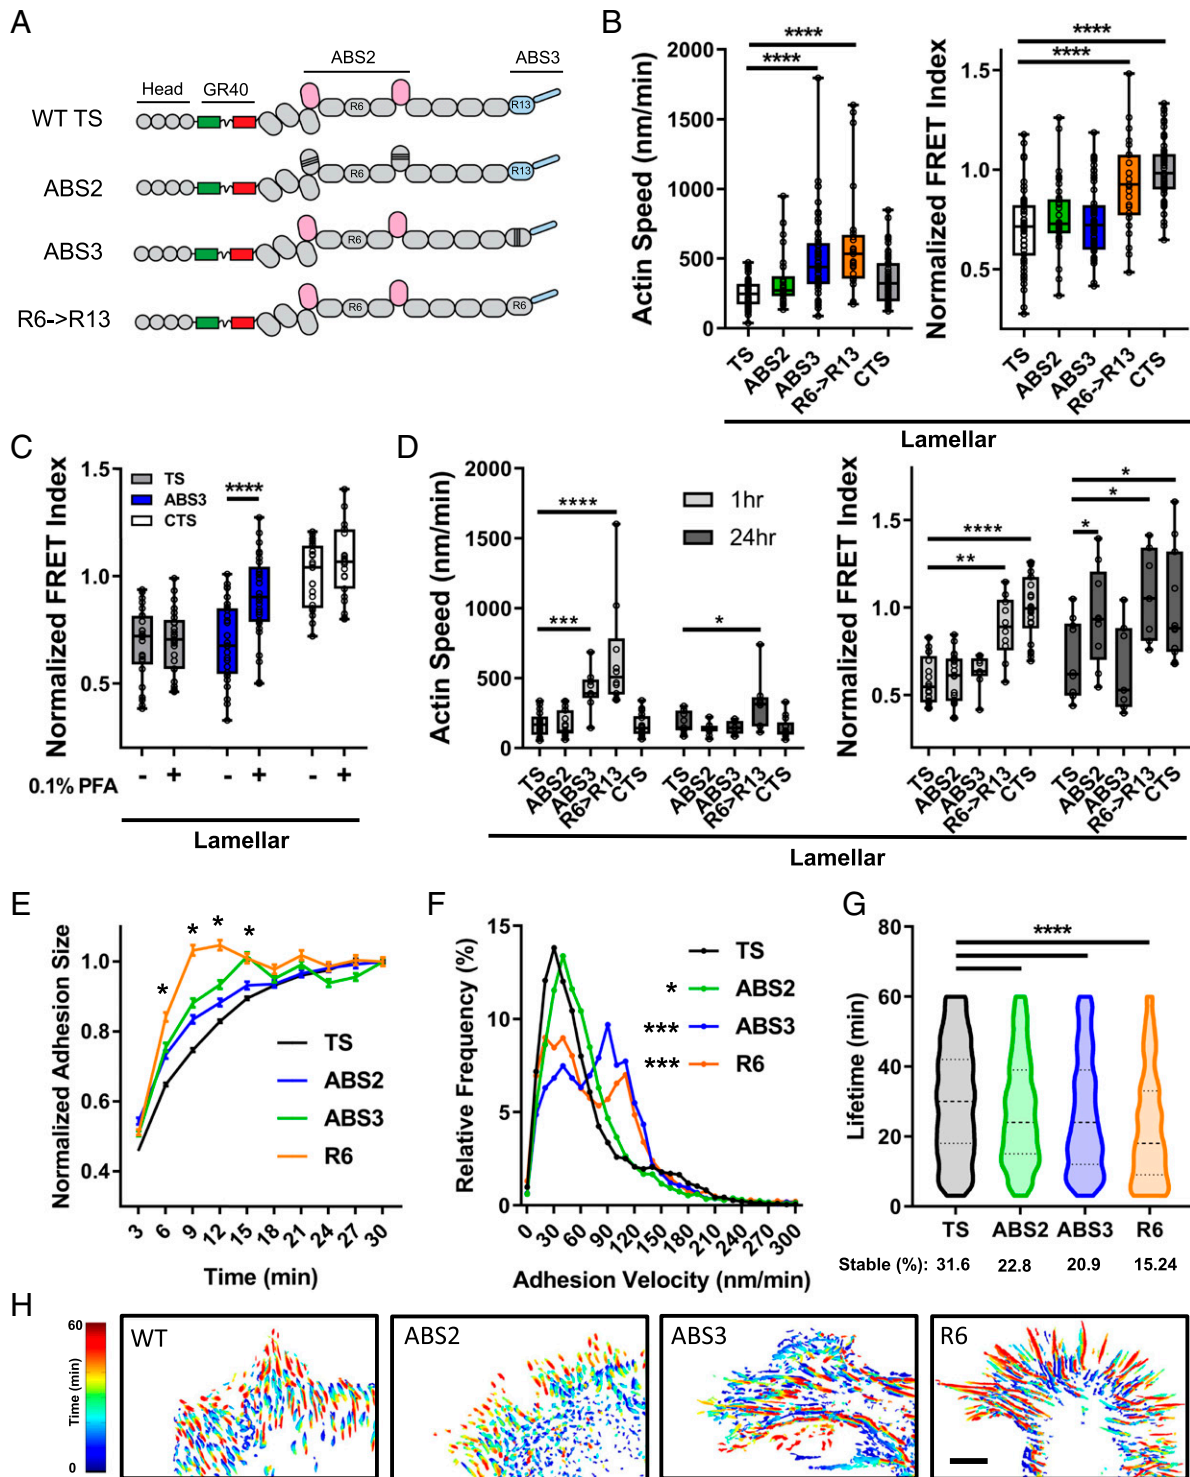 A
Head
GR40
ABS2
ABS3
WT TS
R6
R13
ABS2
R6
R13
ABS3
R6
R6->R13
R6
R6
B
Actin Speed (nm/min)
2000
1500
1000
500
0
****
****
TS
ABS2
ABS3
R6->R13
CTS
Normalized FRET Index
1.5
1.0
0.5
****
****
TS
ABS2
ABS3
R6->R13
CTS
Lamellar
C
Normalized FRET Index
1.5
1.0
0.5
TS
ABS3
CTS
****
0.1% PFA
- + - + - +
Lamellar
D
Actin Speed (nm/min)
2000
1500
1000
500
0
1hr
24hr
****
***
*
TS
ABS2
ABS3
R6>R13
CTS
TS
ABS2
ABS3
R6->R13
CTS
Normalized FRET Index
1.5
1.0
0.5
****
**
*
*
*
TS
ABS2
ABS3
R6->R13
CTS
TS
ABS2
ABS3
R6->R13
CTS
Lamellar
E
Normalized Adhesion Size
1.0
0.8
0.6
0.4
* * * *
TS
ABS2
ABS3
R6
3 6 9 12 15 18 21 24 27 30
Time (min)
F
Relative Frequency (%)
15
10
5
0
TS
* ABS2
*** ABS3
*** R6
0 30 60 90 120 150 180 210 240 270 300
Adhesion Velocity (nm/min)
G
Lifetime (min)
80
60
40
20
0
****
TS ABS2 ABS3 R6
Stable (%): 31.6 22.8 20.9 15.24
H
Time (min)
60
0
WT
ABS2
ABS3
R6